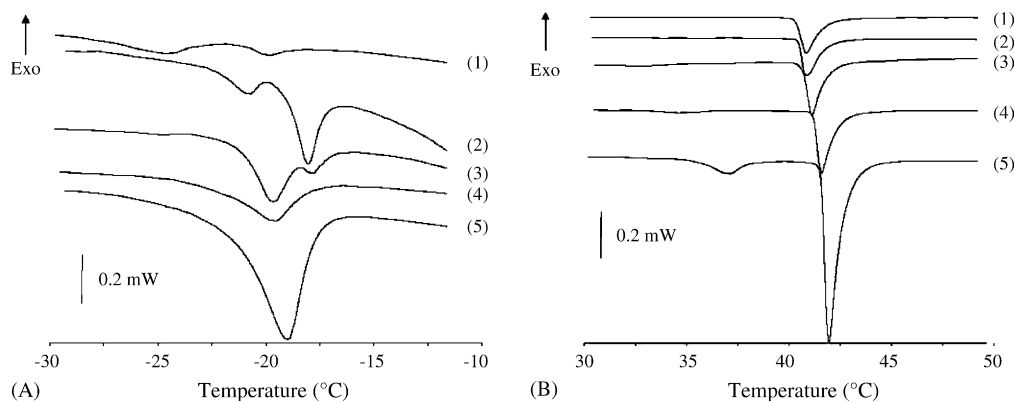 Exo
(1)
(2)
(3)
(4)
(5)
0.2 mW
-30 -25 -20 -15 -10
(A) Temperature (°C)
Exo
(1)
(2)
(3)
(4)
(5)
0.2 mW
30 35 40 45 50
(B) Temperature (°C)